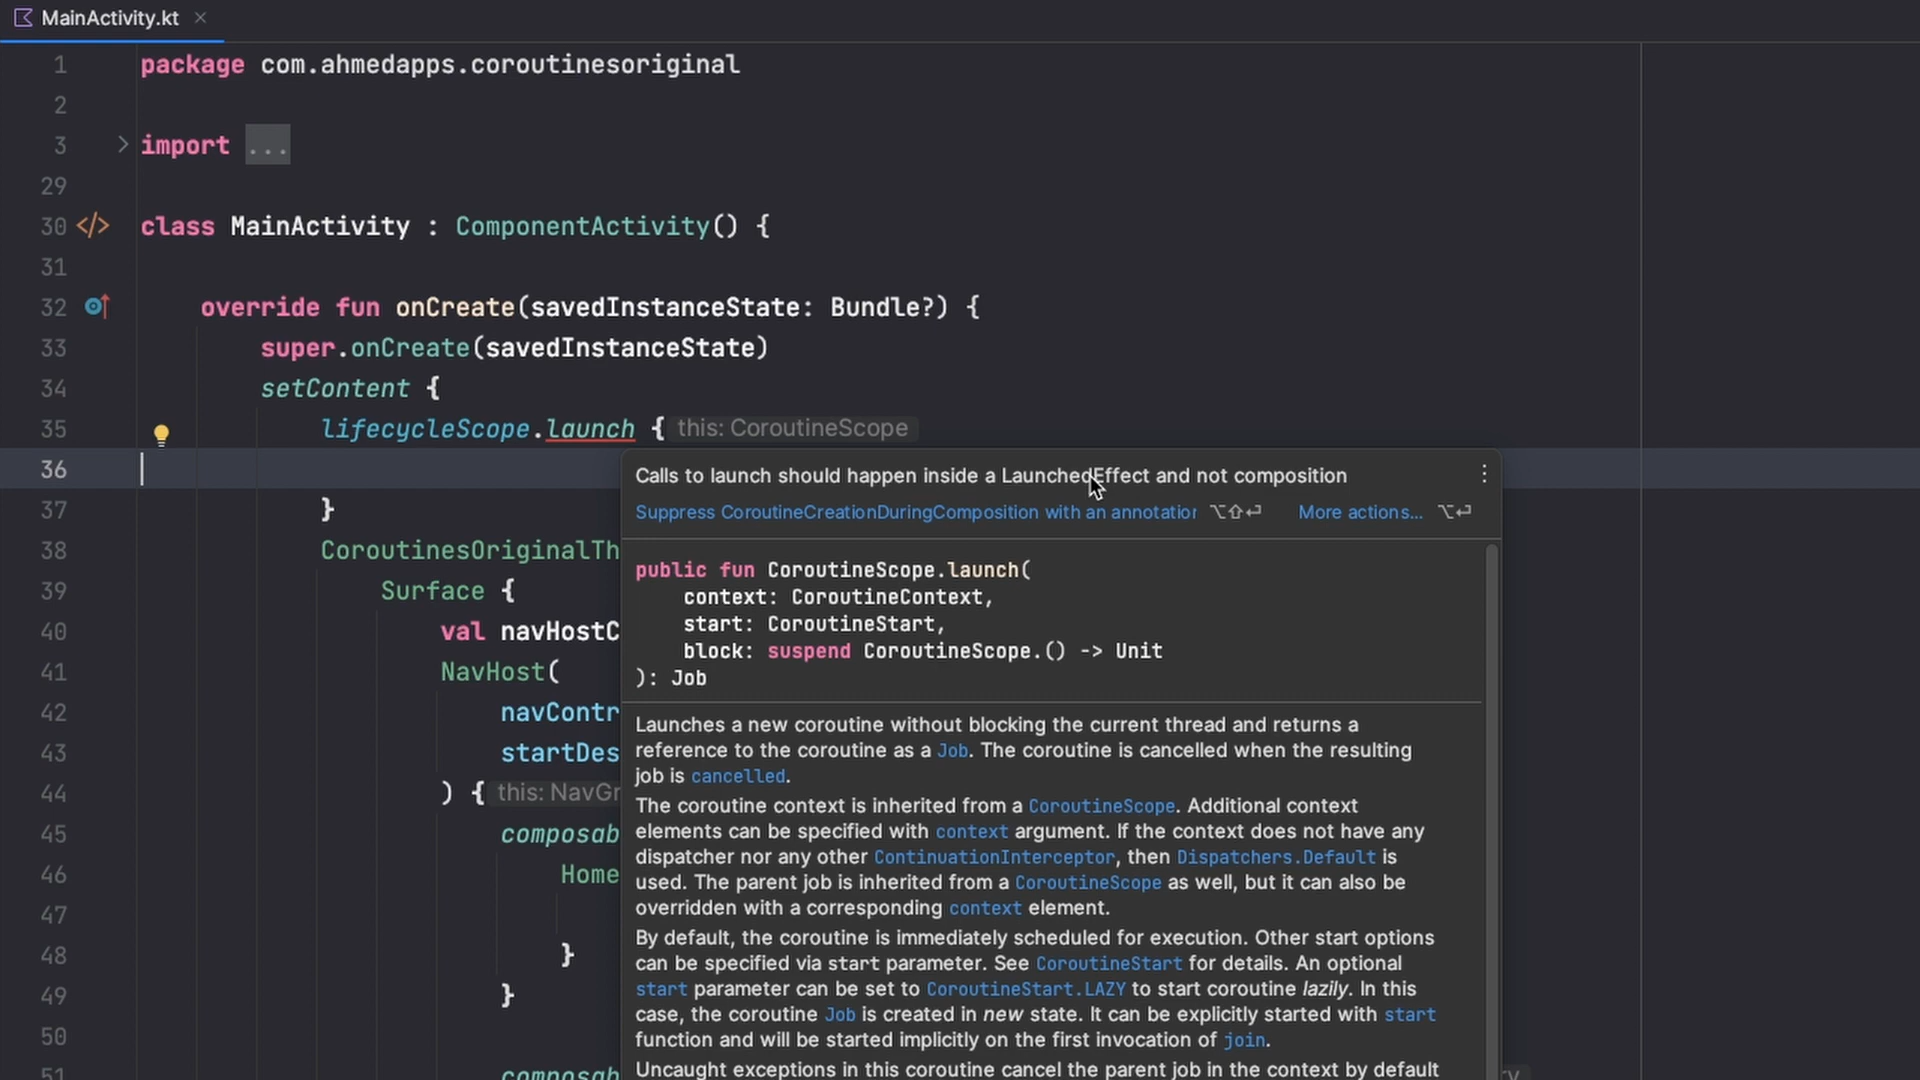 MainActivity.kt
1 package com.ahmedapps.coroutinesoriginal
2
3 import ...
29
30 </> class MainActivity : ComponentActivity() {
31
32 override fun onCreate(savedInstanceState: Bundle?) {
33 super.onCreate(savedInstanceState)
34 setContent {
35 lifecycleScope.launch { this: CoroutineScope
36
Calls to launch should happen inside a LaunchedEffect and not composition
Suppress CoroutineCreationDuringComposition with an annotation ⌥⇧⏎ More actions... ⌥⏎
37 }
38 CoroutinesOriginalTh
39 Surface {
40 val navHostC
41 NavHost(
42 navContr
43 startDes
44 ) { this: NavGr
45 composab
46 Home
47
48 }
49 }
50
51 composab
public fun CoroutineScope.launch(
context: CoroutineContext,
start: CoroutineStart,
block: suspend CoroutineScope.() -> Unit
): Job
Launches a new coroutine without blocking the current thread and returns a
reference to the coroutine as a Job. The coroutine is cancelled when the resulting
job is cancelled.
The coroutine context is inherited from a CoroutineScope. Additional context
elements can be specified with context argument. If the context does not have any
dispatcher nor any other ContinuationInterceptor, then Dispatchers.Default is
used. The parent job is inherited from a CoroutineScope as well, but it can also be
overridden with a corresponding context element.
By default, the coroutine is immediately scheduled for execution. Other start options
can be specified via start parameter. See CoroutineStart for details. An optional
start parameter can be set to CoroutineStart.LAZY to start coroutine lazily. In this
case, the coroutine Job is created in new state. It can be explicitly started with start
function and will be started implicitly on the first invocation of join.
Uncaught exceptions in this coroutine cancel the parent job in the context by default